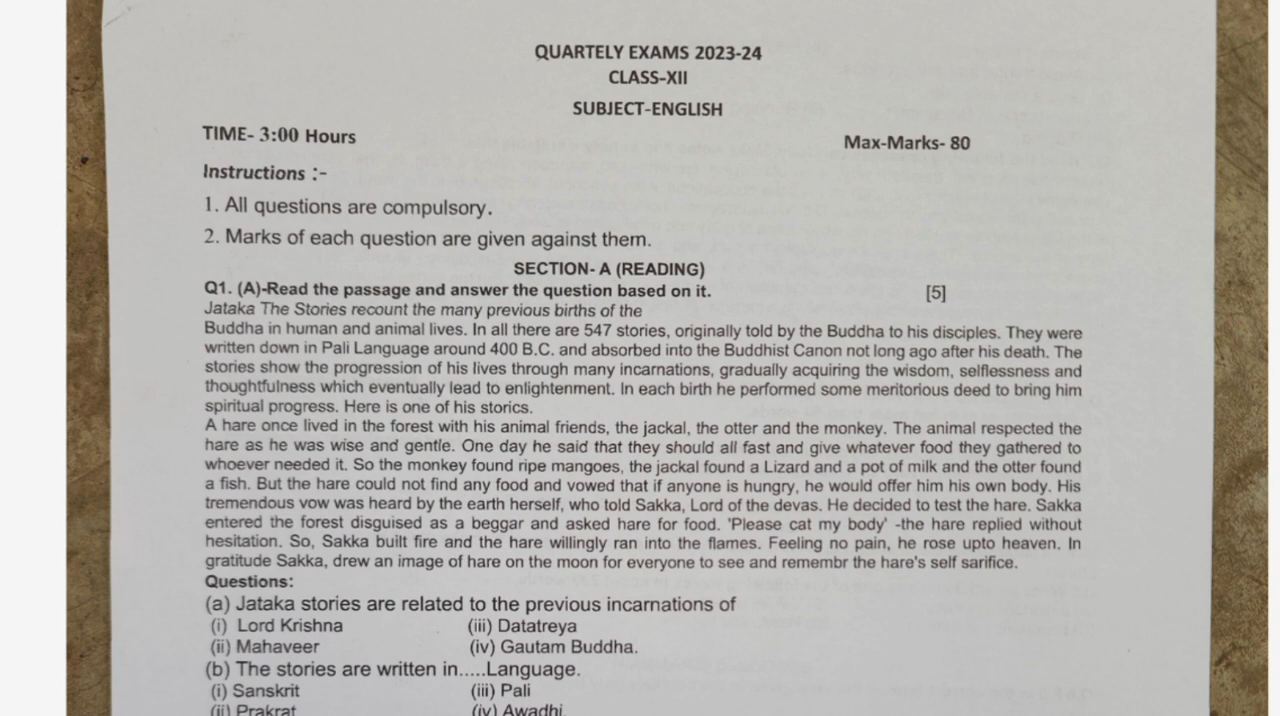 QUARTELY EXAMS 2023-24
CLASS-XII
SUBJECT-ENGLISH
TIME- 3:00 Hours Max-Marks- 80
Instructions :-
1. All questions are compulsory.
2. Marks of each question are given against them.
SECTION- A (READING)
Q1. (A)-Read the passage and answer the question based on it. [5]
Jataka The Stories recount the many previous births of the
Buddha in human and animal lives. In all there are 547 stories, originally told by the Buddha to his disciples. They were
written down in Pali Language around 400 B.C. and absorbed into the Buddhist Canon not long ago after his death. The
stories show the progression of his lives through many incarnations, gradually acquiring the wisdom, selflessness and
thoughtfulness which eventually lead to enlightenment. In each birth he performed some meritorious deed to bring him
spiritual progress. Here is one of his storics.
A hare once lived in the forest with his animal friends, the jackal, the otter and the monkey. The animal respected the
hare as he was wise and gentle. One day he said that they should all fast and give whatever food they gathered to
whoever needed it. So the monkey found ripe mangoes, the jackal found a Lizard and a pot of milk and the otter found
a fish. But the hare could not find any food and vowed that if anyone is hungry, he would offer him his own body. His
tremendous vow was heard by the earth herself, who told Sakka, Lord of the devas. He decided to test the hare. Sakka
entered the forest disguised as a beggar and asked hare for food. 'Please cat my body' -the hare replied without
hesitation. So, Sakka built fire and the hare willingly ran into the flames. Feeling no pain, he rose upto heaven. In
gratitude Sakka, drew an image of hare on the moon for everyone to see and remembr the hare's self sarifice.
Questions:
(a) Jataka stories are related to the previous incarnations of
(i) Lord Krishna (iii) Datatreya
(ii) Mahaveer (iv) Gautam Buddha.
(b) The stories are written in.....Language.
(i) Sanskrit (iii) Pali
(ii) Prakrat (iv) Awadhi.